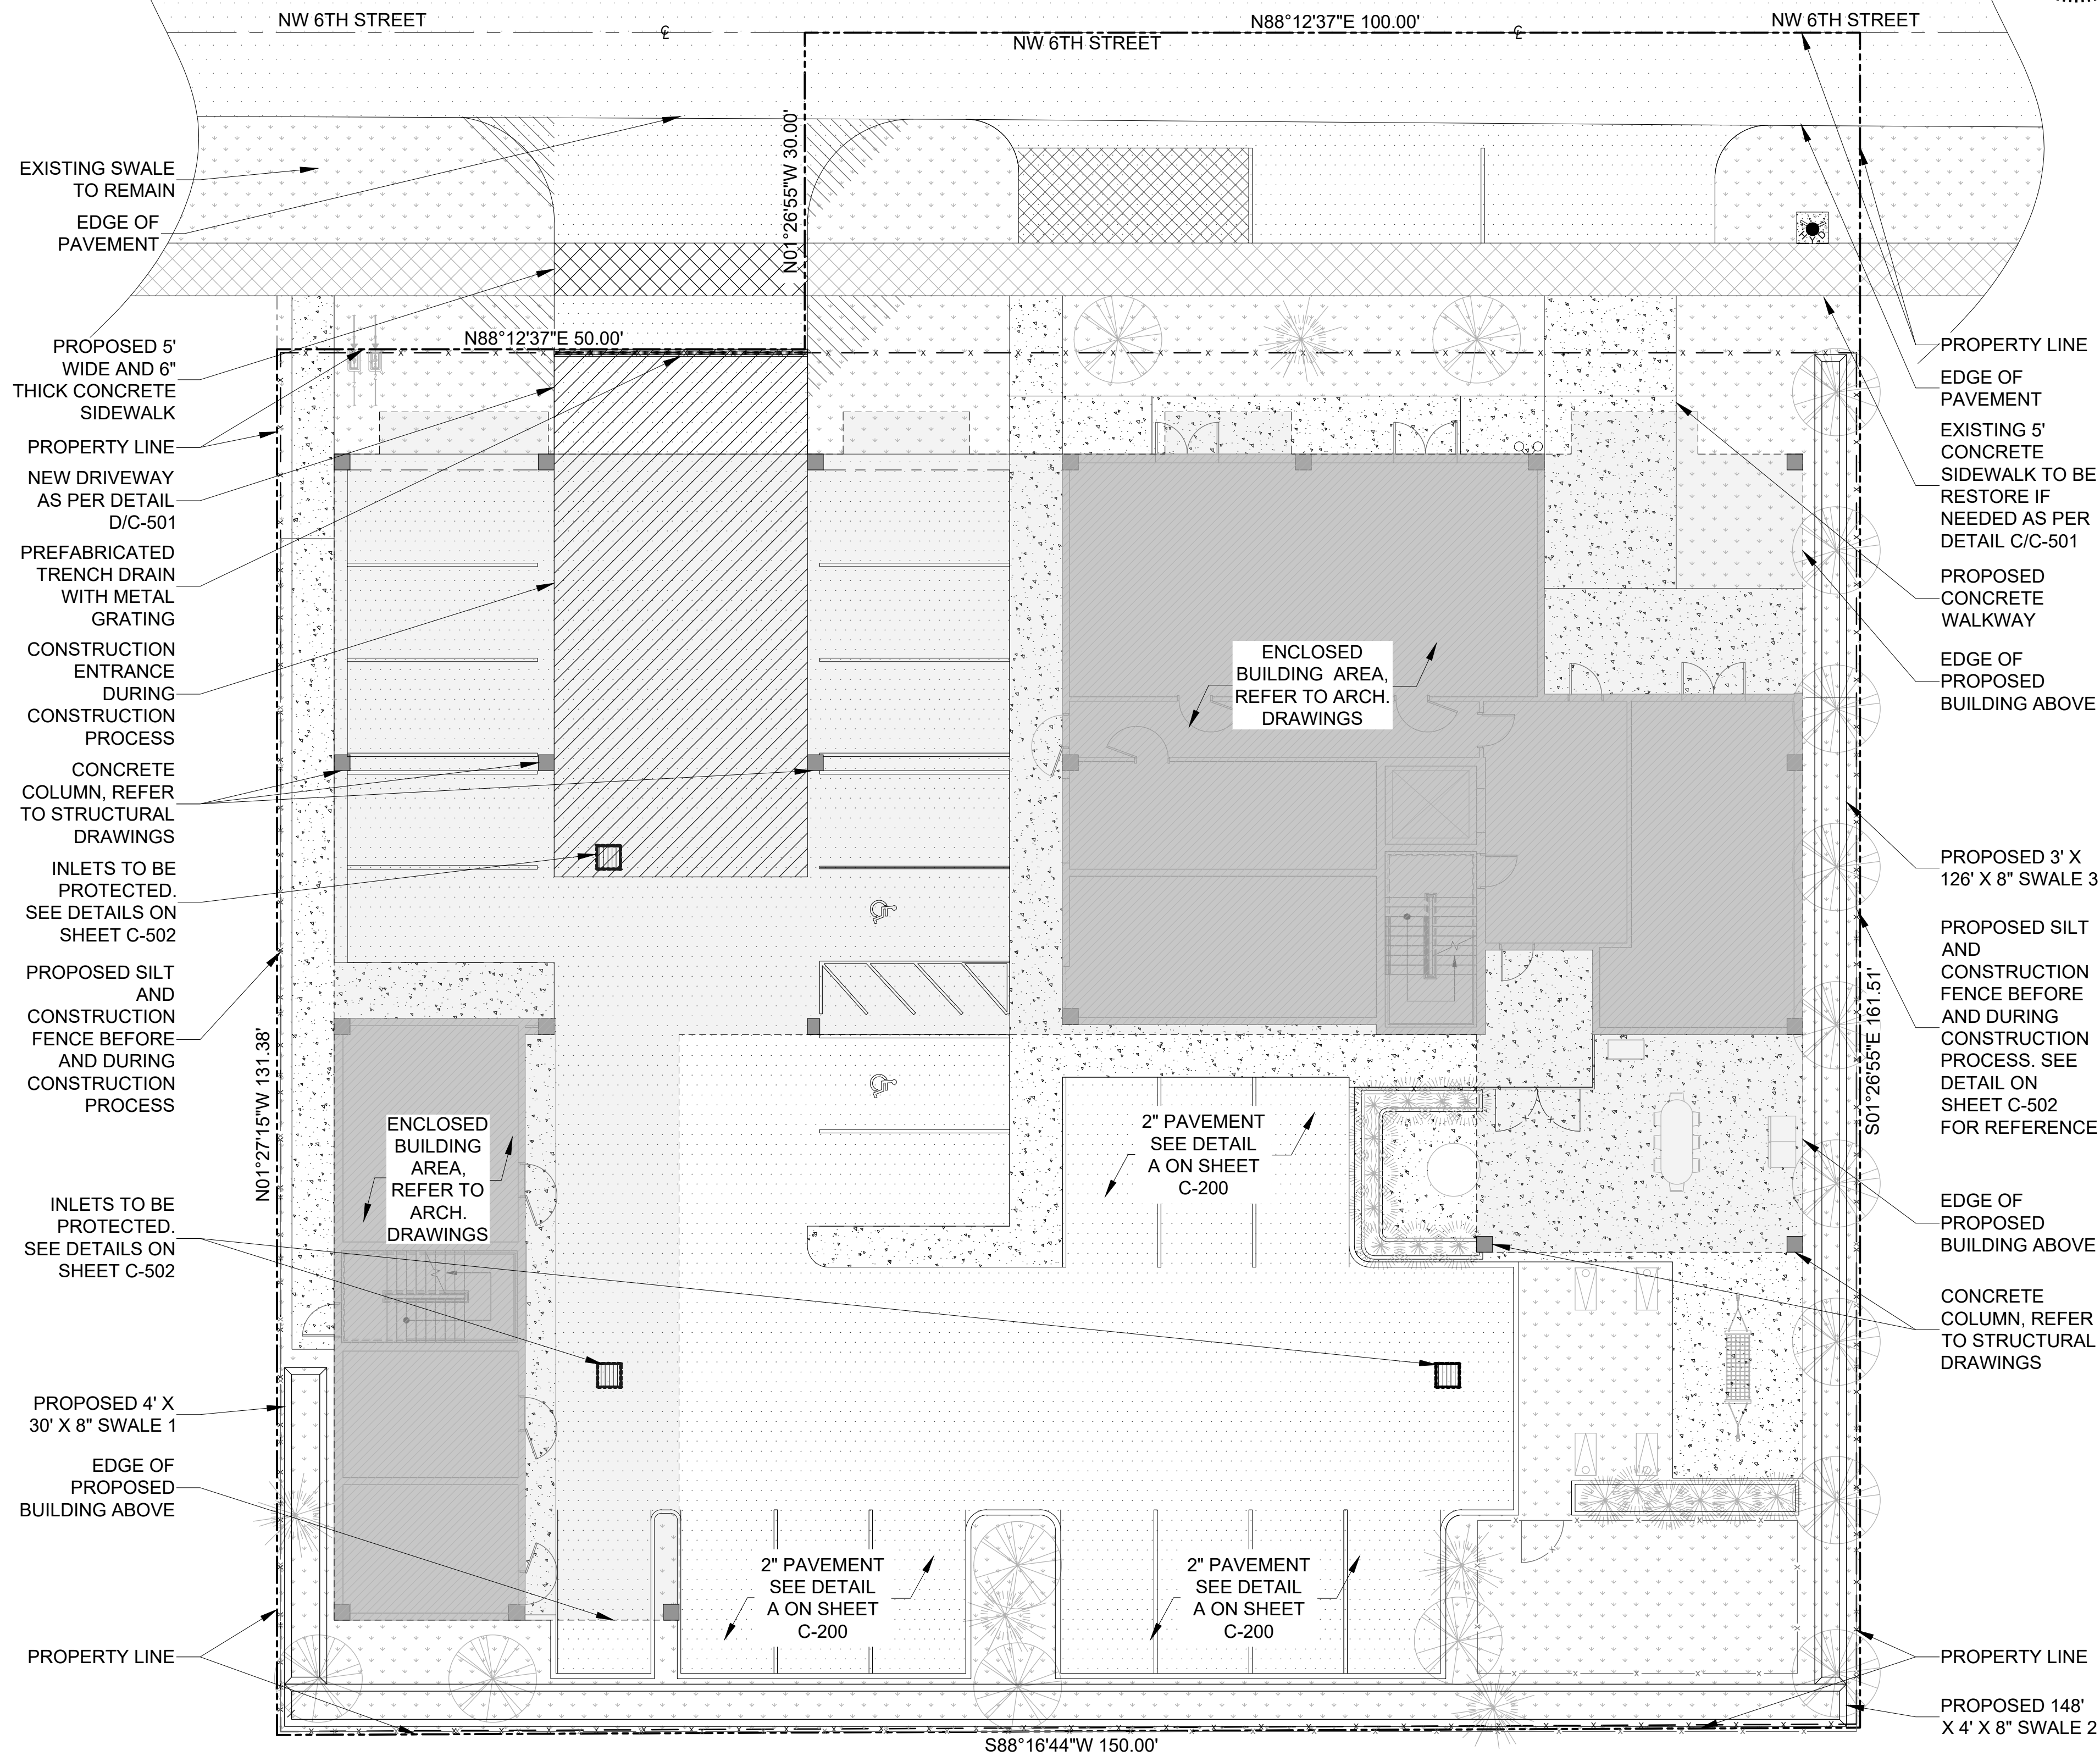 NW 6TH STREET
N88°12'37"E 100.00'
NW 6TH STREET
NW 6TH STREET
N01°26'55"W 30.00'
EXISTING SWALE
TO REMAIN
EDGE OF
PAVEMENT
PROPOSED 5'
WIDE AND 6"
THICK CONCRETE
SIDEWALK
PROPERTY LINE
NEW DRIVEWAY
AS PER DETAIL
D/C-501
PREFABRICATED
TRENCH DRAIN
WITH METAL
GRATING
CONSTRUCTION
ENTRANCE
DURING
CONSTRUCTION
PROCESS
CONCRETE
COLUMN, REFER
TO STRUCTURAL
DRAWINGS
INLETS TO BE
PROTECTED.
SEE DETAILS ON
SHEET C-502
PROPOSED SILT
AND
CONSTRUCTION
FENCE BEFORE
AND DURING
CONSTRUCTION
PROCESS
N01°27'15"W 131.38'
INLETS TO BE
PROTECTED.
SEE DETAILS ON
SHEET C-502
PROPOSED 4' X
30' X 8" SWALE 1
EDGE OF
PROPOSED
BUILDING ABOVE
PROPERTY LINE
N88°12'37"E 50.00'
ENCLOSED
BUILDING AREA,
REFER TO ARCH.
DRAWINGS
ENCLOSED
BUILDING
AREA,
REFER TO
ARCH.
DRAWINGS
2" PAVEMENT
SEE DETAIL
A ON SHEET
C-200
2" PAVEMENT
SEE DETAIL
A ON SHEET
C-200
2" PAVEMENT
SEE DETAIL
A ON SHEET
C-200
S88°16'44"W 150.00'
PROPERTY LINE
EDGE OF
PAVEMENT
EXISTING 5'
CONCRETE
SIDEWALK TO BE
RESTORE IF
NEEDED AS PER
DETAIL C/C-501
PROPOSED
CONCRETE
WALKWAY
EDGE OF
PROPOSED
BUILDING ABOVE
PROPOSED 3' X
126' X 8" SWALE 3
PROPOSED SILT
AND
CONSTRUCTION
FENCE BEFORE
AND DURING
CONSTRUCTION
PROCESS. SEE
DETAIL ON
SHEET C-502
FOR REFERENCE
S01°26'55"E 161.51'
EDGE OF
PROPOSED
BUILDING ABOVE
CONCRETE
COLUMN, REFER
TO STRUCTURAL
DRAWINGS
PROPERTY LINE
PROPOSED 148'
X 4' X 8" SWALE 2